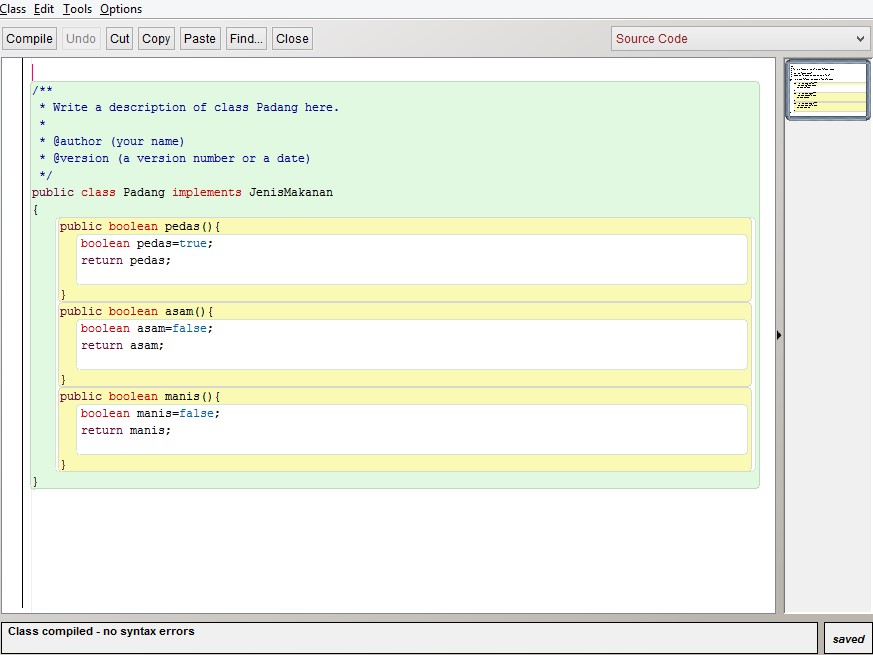 Class Edit Tools Options
Compile Undo Cut Copy Paste Find... Close Source Code
/**
 * Write a description of class Padang here.
 *
 * @author (your name)
 * @version (a version number or a date)
 */
public class Padang implements JenisMakanan
{
    public boolean pedas(){
       boolean pedas=true;
       return pedas;
    }
    public boolean asam(){
       boolean asam=false;
       return asam;
    }
    public boolean manis(){
       boolean manis=false;
       return manis;
    }
}
Class compiled - no syntax errors
saved